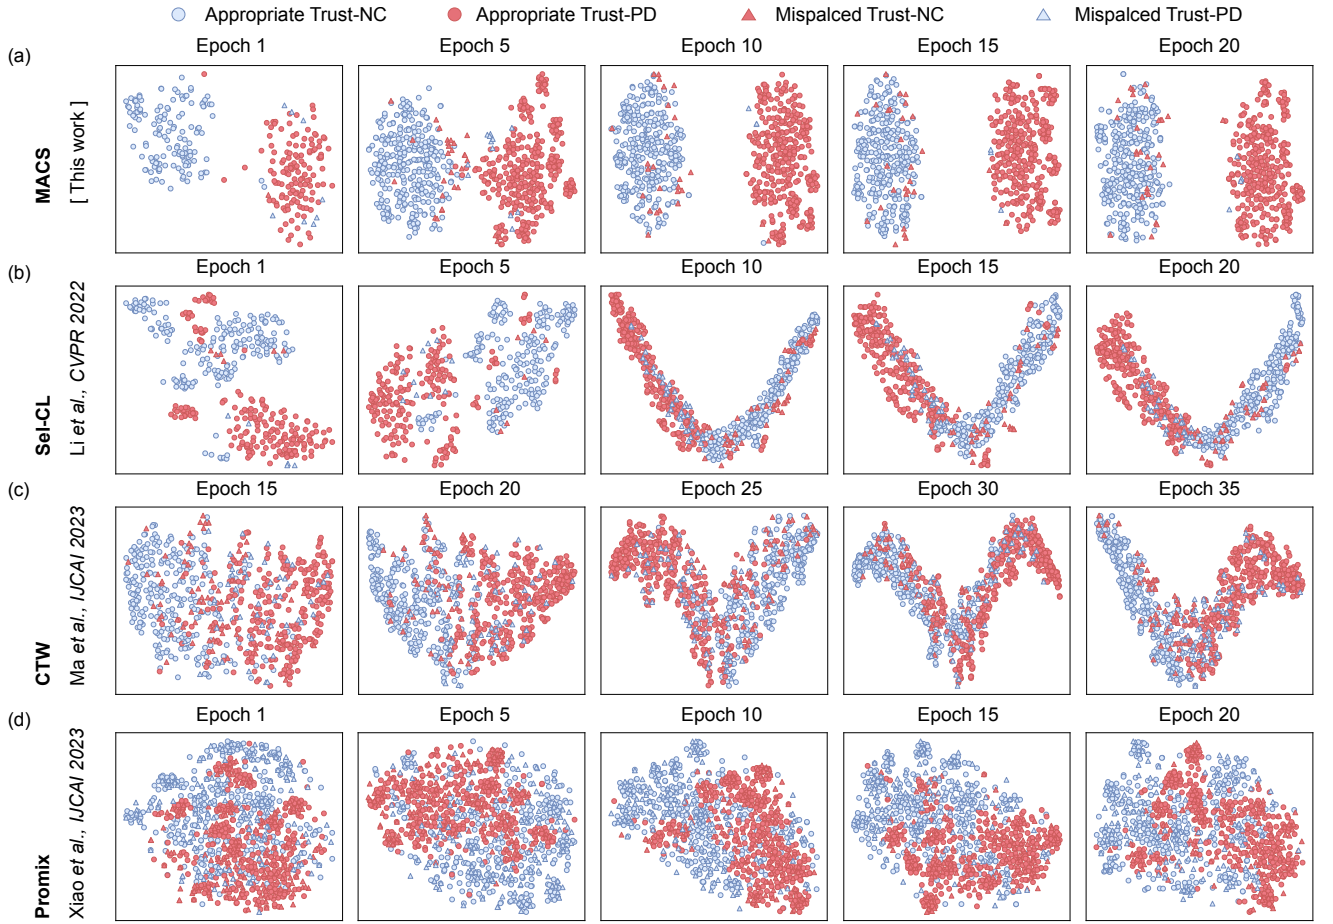 Appropriate Trust-NC Appropriate Trust-PD Mispalced Trust-NC Mispalced Trust-PD
(a) Epoch 1 Epoch 5 Epoch 10 Epoch 15 Epoch 20
MACS
[ This work ]
(b) Epoch 1 Epoch 5 Epoch 10 Epoch 15 Epoch 20
Sel-CL
Li et al., CVPR 2022
(c) Epoch 15 Epoch 20 Epoch 25 Epoch 30 Epoch 35
CTW
Ma et al., IJCAI 2023
(d) Epoch 1 Epoch 5 Epoch 10 Epoch 15 Epoch 20
Promix
Xiao et al., IJCAI 2023